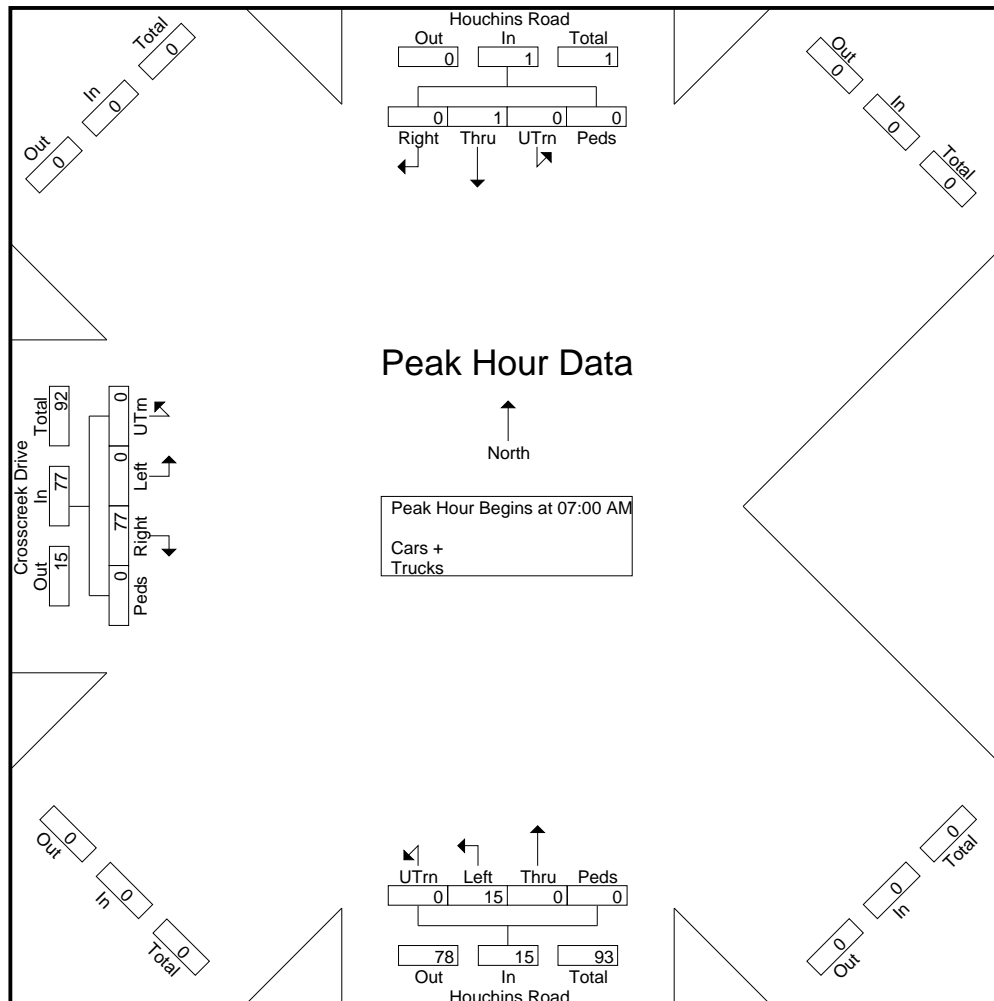 Houchins Road
Out In Total
0 1 1
0 1 0 0
Right Thru UTrn Peds
Total
0
In
0
Out
0
Out
0
In
0
Total
0
Peak Hour Data
North
Peak Hour Begins at 07:00 AM
Cars +
Trucks
Crosscreek Drive
Out In Total
15 77 92
0 77 0 0
Peds Right Left UTrn
Out
0
In
0
Total
0
Total
0
In
0
Out
0
UTrn Left Thru Peds
0 15 0 0
78 15 93
Out In Total
Houchins Road